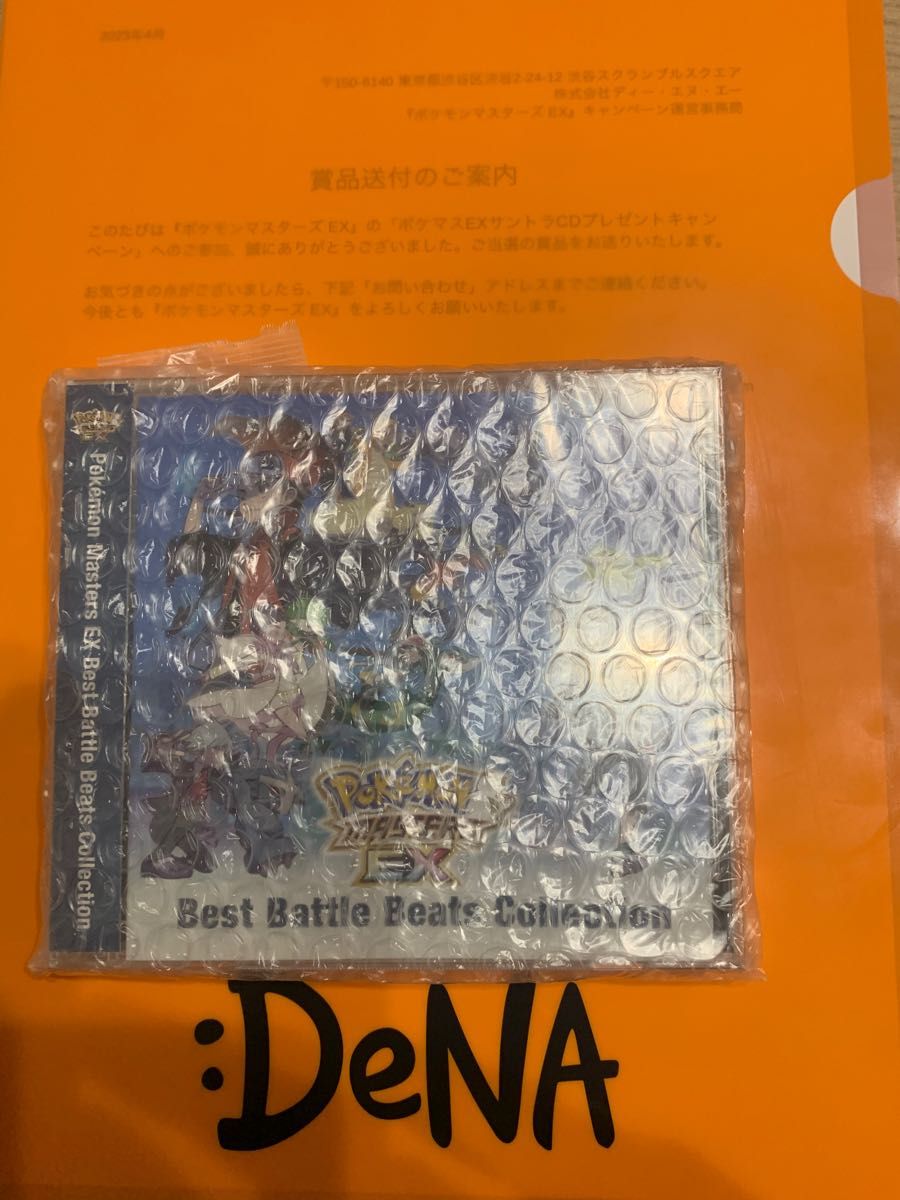 2025年4月
〒150-6140 東京都渋谷区渋谷2-24-12 渋谷スクランブルスクエア
株式会社ディー・エヌ・エー
『ポケモンマスターズ EX』キャンペーン運営事務局
賞品送付のご案内
このたびは『ポケモンマスターズ EX』の「ポケマスEXサントラCDプレゼントキャン
ペーン」へのご参加、誠にありがとうございました。ご当選の賞品をお送りいたします。
お気づきの点がございましたら、下記「お問い合わせ」アドレスまでご連絡ください。
今後とも『ポケモンマスターズ EX』をよろしくお願いいたします。
POKÉMON
MASTERS
EX
Pokémon Masters EX Best Battle Beats Collection
POKÉMON
MASTERS
EX
Best Battle Beats Collection
:DeNA